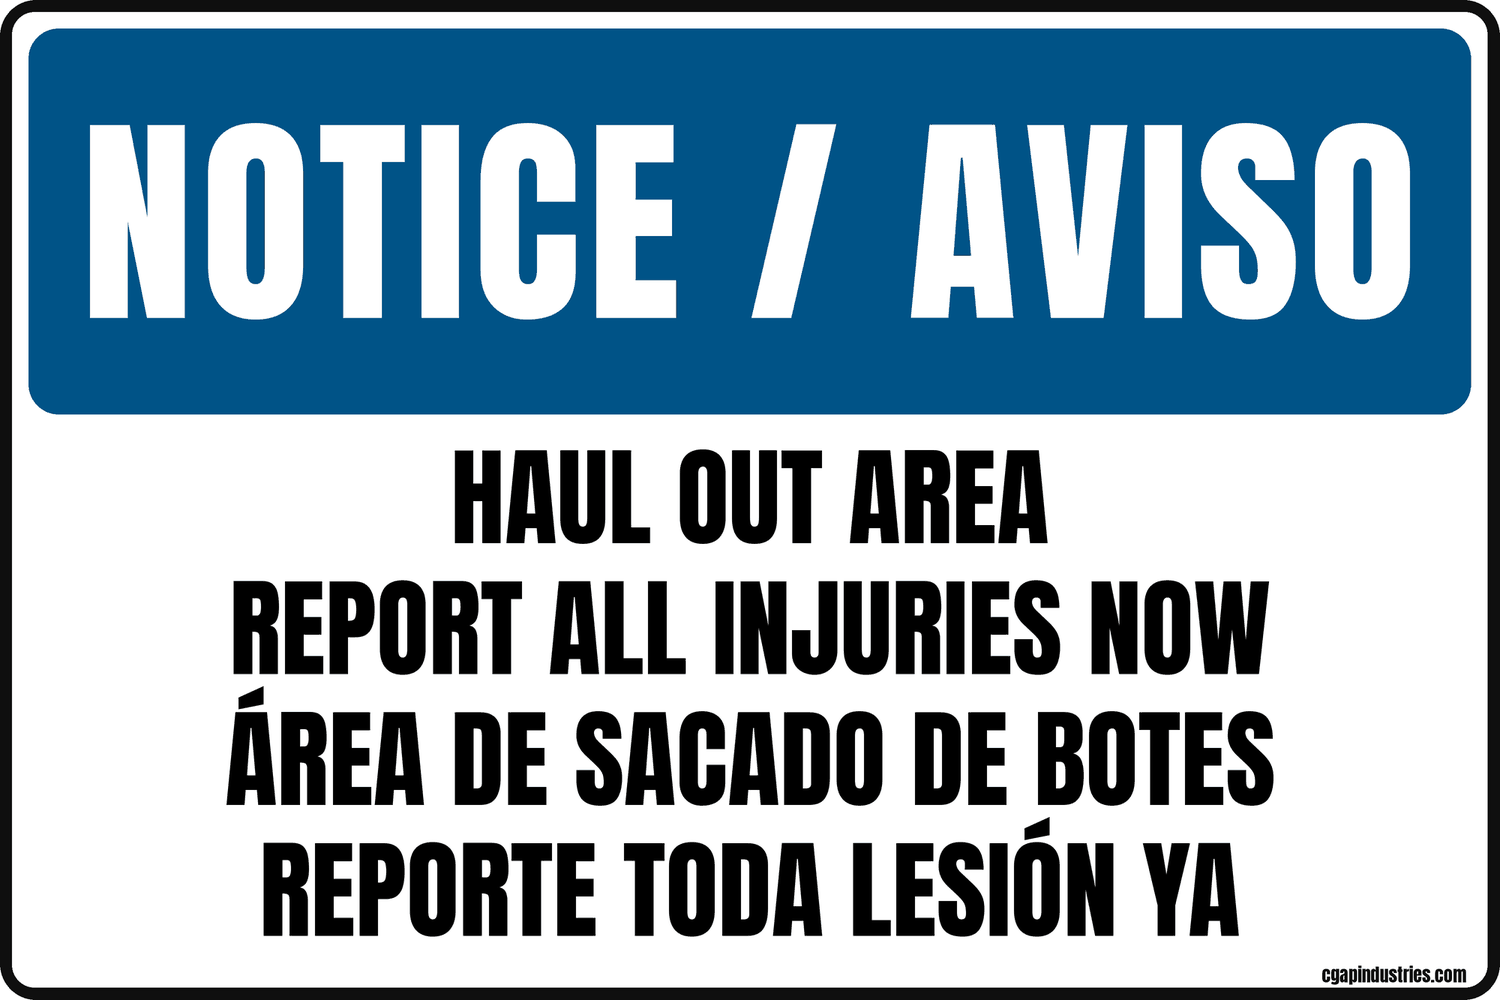 NOTICE / AVISO
HAUL OUT AREA
REPORT ALL INJURIES NOW
ÁREA DE SACADO DE BOTES
REPORTE TODA LESIÓN YA
cgapindustries.com